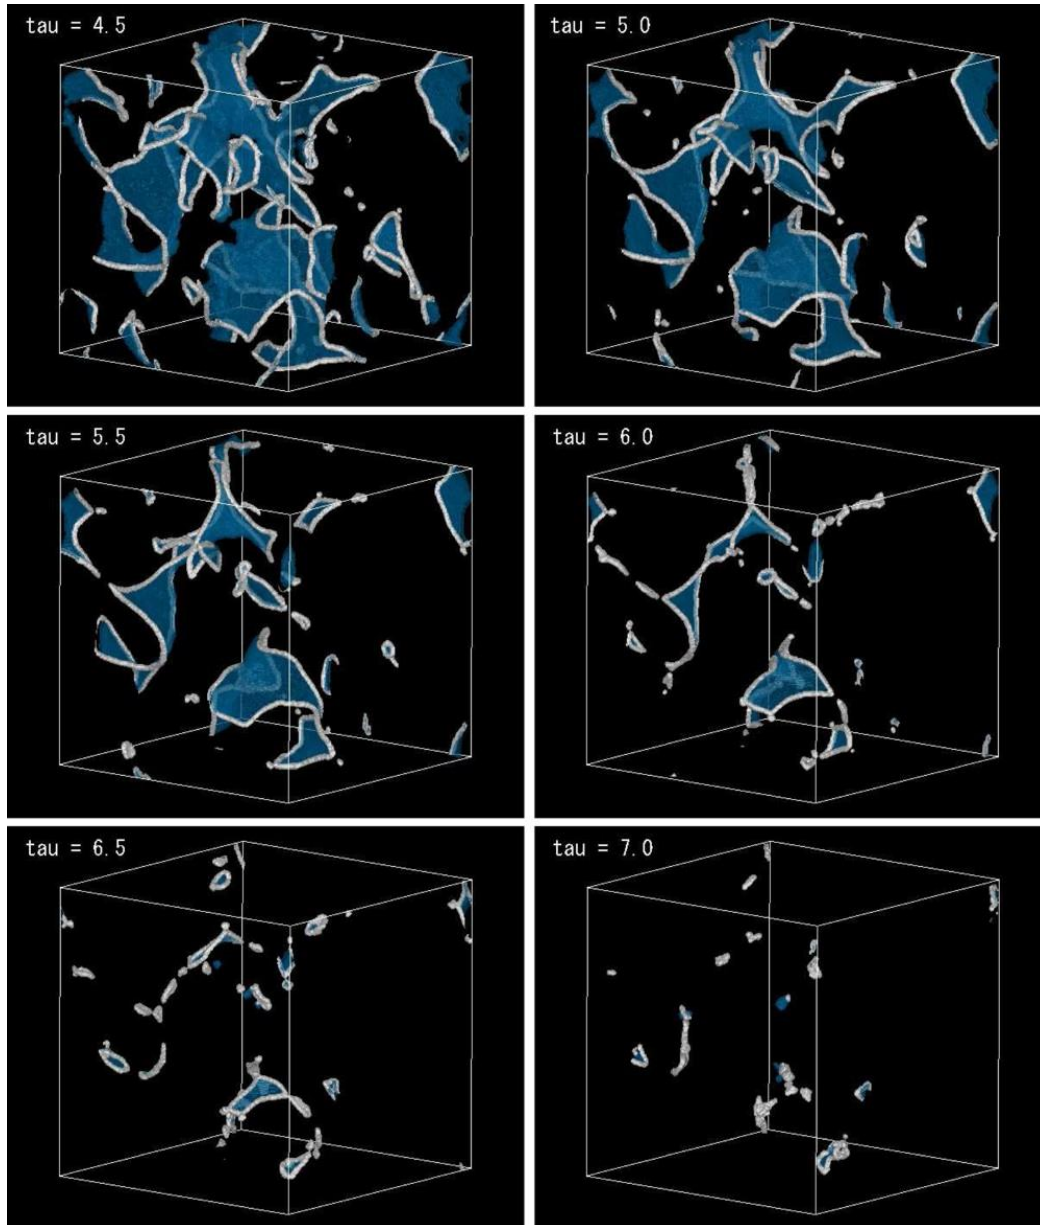 tau = 4.5
tau = 5.0
tau = 5.5
tau = 6.0
tau = 6.5
tau = 7.0